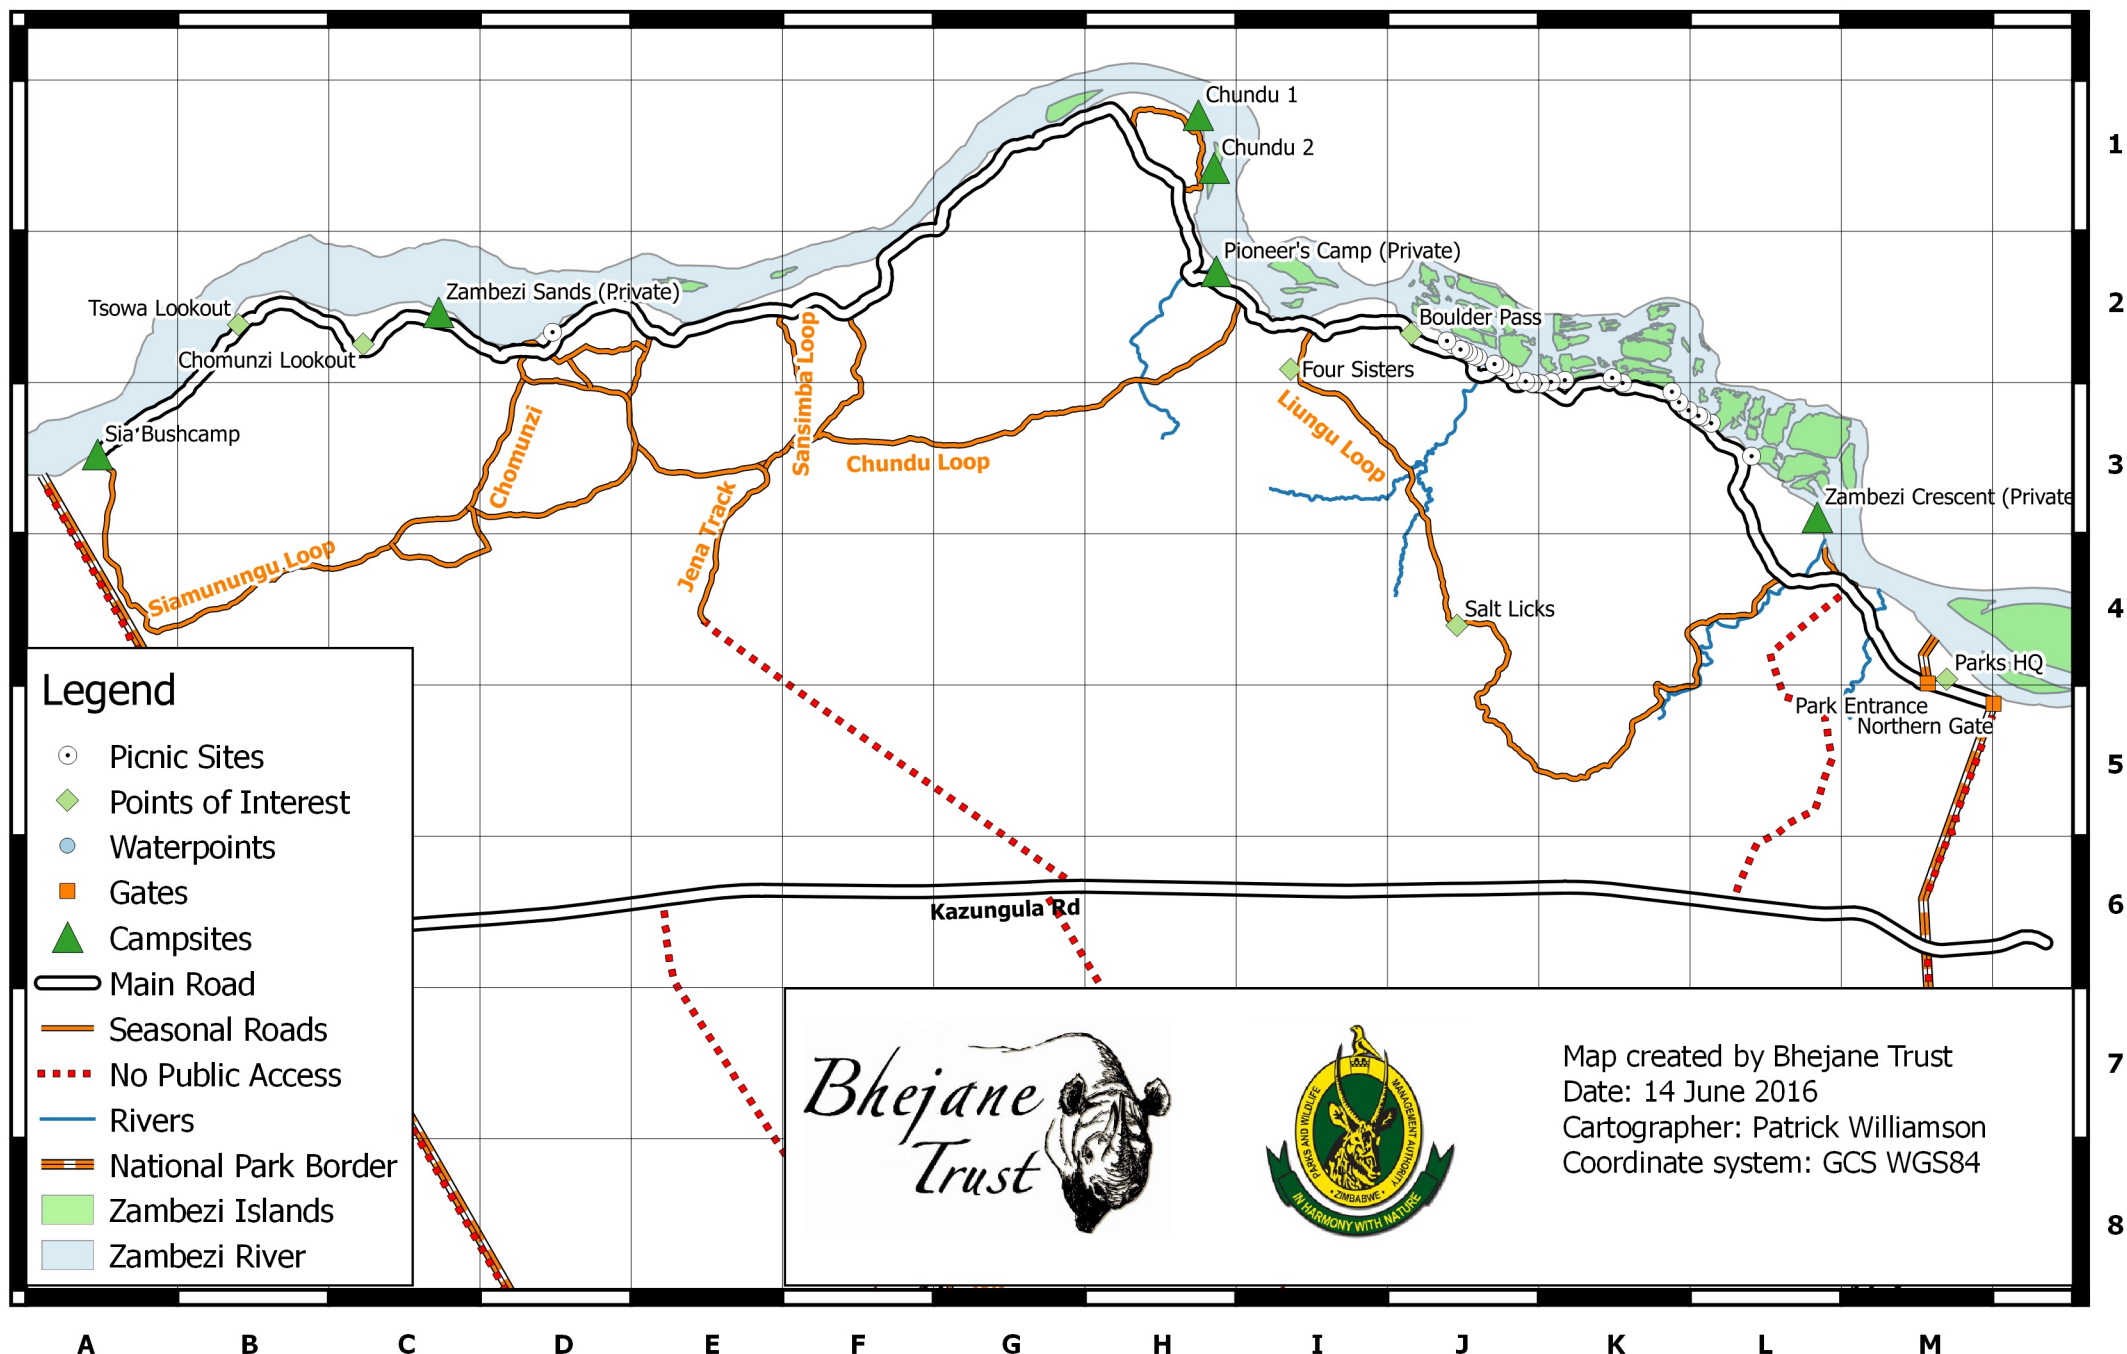 Chundu 1
Chundu 2
1
Pioneer's Camp (Private)
Zambezi Sands (Private)
Tsowa Lookout
2
Boulder Pass
Chomunzi Lookout
Four Sisters
Sansimba Loop
Liungu Loop
Sia Bushcamp
Chomunzi
Chundu Loop
3
Jena Track
Zambezi Crescent (Private
Siamunungu Loop
Salt Licks
4
Parks HQ
Park Entrance
Northern Gate
5
Kazungula Rd
6
Legend
Picnic Sites
Points of Interest
Waterpoints
Gates
Campsites
Main Road
Seasonal Roads
No Public Access
Rivers
National Park Border
Zambezi Islands
Zambezi River
Bhejane
Trust
PARKS AND WILDLIFE
MANAGEMENT AUTHORITY
• ZIMBABWE •
IN HARMONY WITH NATURE
Map created by Bhejane Trust
Date: 14 June 2016
Cartographer: Patrick Williamson
Coordinate system: GCS WGS84
7
8
A B C D E F G H I J K L M